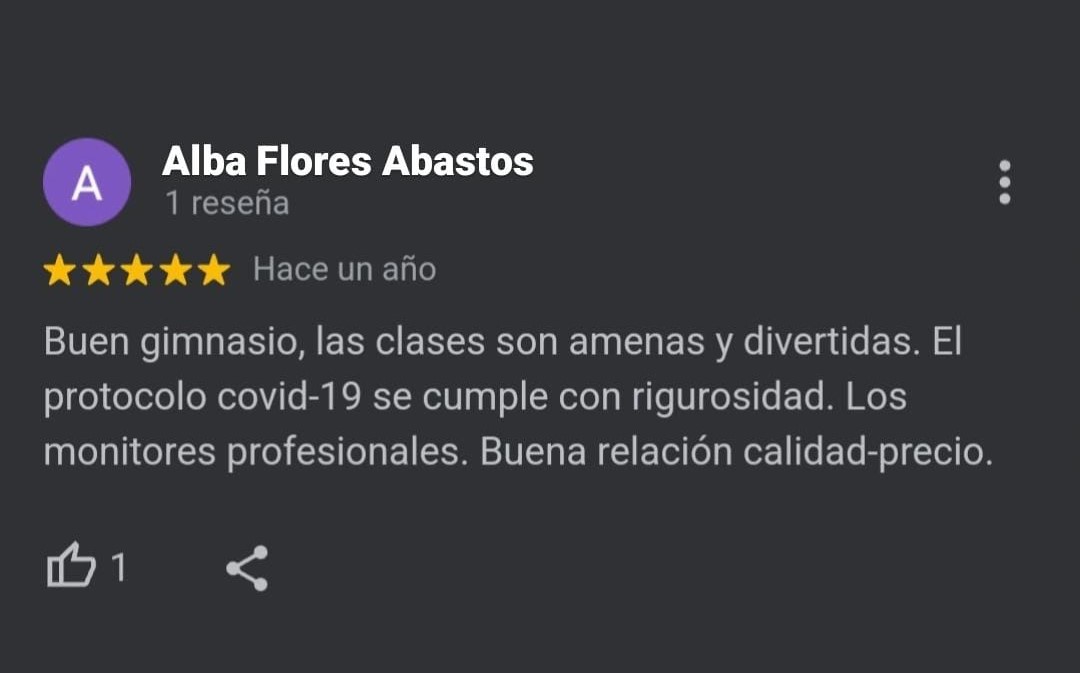 A
Alba Flores Abastos
1 reseña
Hace un año
Buen gimnasio, las clases son amenas y divertidas. El
protocolo covid-19 se cumple con rigurosidad. Los
monitores profesionales. Buena relación calidad-precio.
1